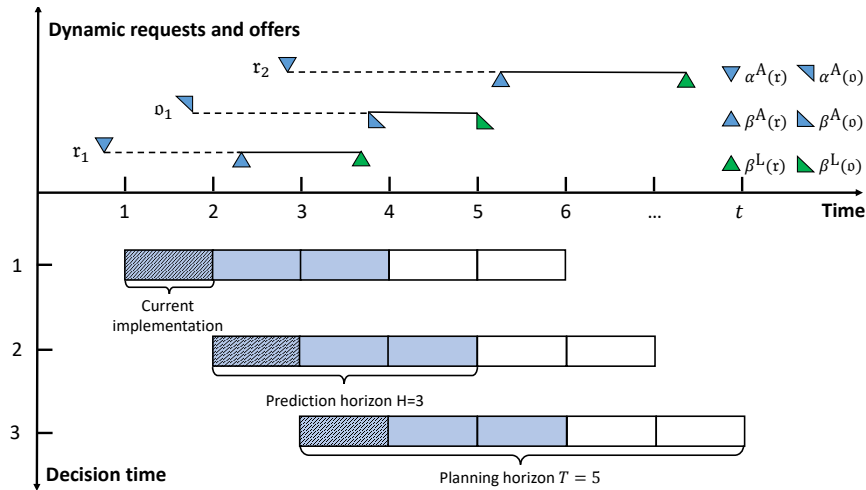 Dynamic requests and offers
𝔯₂
αᴬ(𝔯) αᴬ(𝔬)
𝔬₁
βᴬ(𝔯) βᴬ(𝔬)
𝔯₁
βᴸ(𝔯) βᴸ(𝔬)
1 2 3 4 5 6 ... t Time
1
Current
implementation
2
Prediction horizon H=3
3
Decision time
Planning horizon T = 5